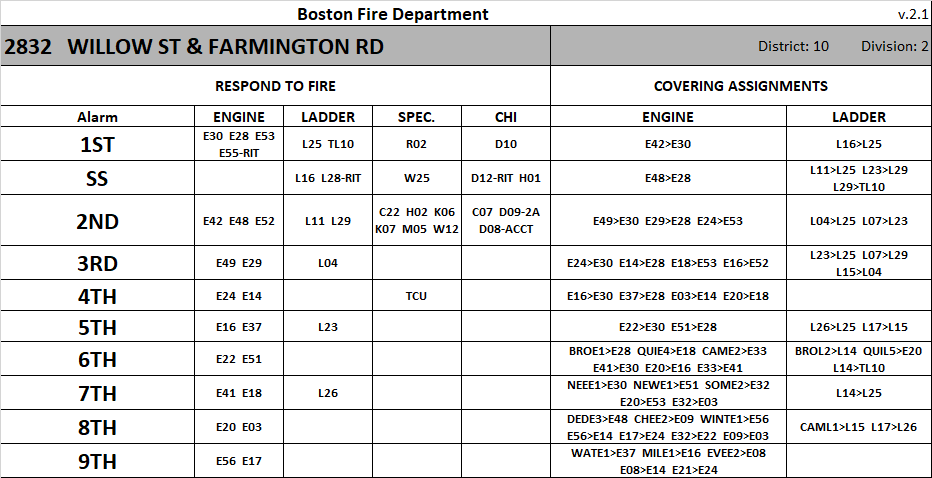 Boston Fire Department v.2.1
2832 WILLOW ST & FARMINGTON RD District: 10 Division: 2
RESPOND TO FIRE COVERING ASSIGNMENTS
Alarm ENGINE LADDER SPEC. CHI ENGINE LADDER
1ST E30 E28 E53 L25 TL10 R02 D10 E42>E30 L16>L25
E55-RIT
SS L16 L28-RIT W25 D12-RIT H01 E48>E28 L11>L25 L23>L29
L29>TL10
2ND E42 E48 E52 L11 L29 C22 H02 K06 C07 D09-2A E49>E30 E29>E28 E24>E53 L04>L25 L07>L23
K07 M05 W12 D08-ACCT
3RD E49 E29 L04 E24>E30 E14>E28 E18>E53 E16>E52 L23>L25 L07>L29
L15>L04
4TH E24 E14 TCU E16>E30 E37>E28 E03>E14 E20>E18
5TH E16 E37 L23 E22>E30 E51>E28 L26>L25 L17>L15
6TH E22 E51 BROE1>E28 QUIE4>E18 CAME2>E33 BROL2>L14 QUIL5>E20
E41>E30 E20>E16 E33>E41 L14>TL10
7TH E41 E18 L26 NEEE1>E30 NEWE1>E51 SOME2>E32 L14>L25
E20>E53 E32>E03
8TH E20 E03 DEDE3>E48 CHEE2>E09 WINTE1>E56 CAML1>L15 L17>L26
E56>E14 E17>E24 E32>E22 E09>E03
9TH E56 E17 WATE1>E37 MILE1>E16 EVEE2>E08
E08>E14 E21>E24